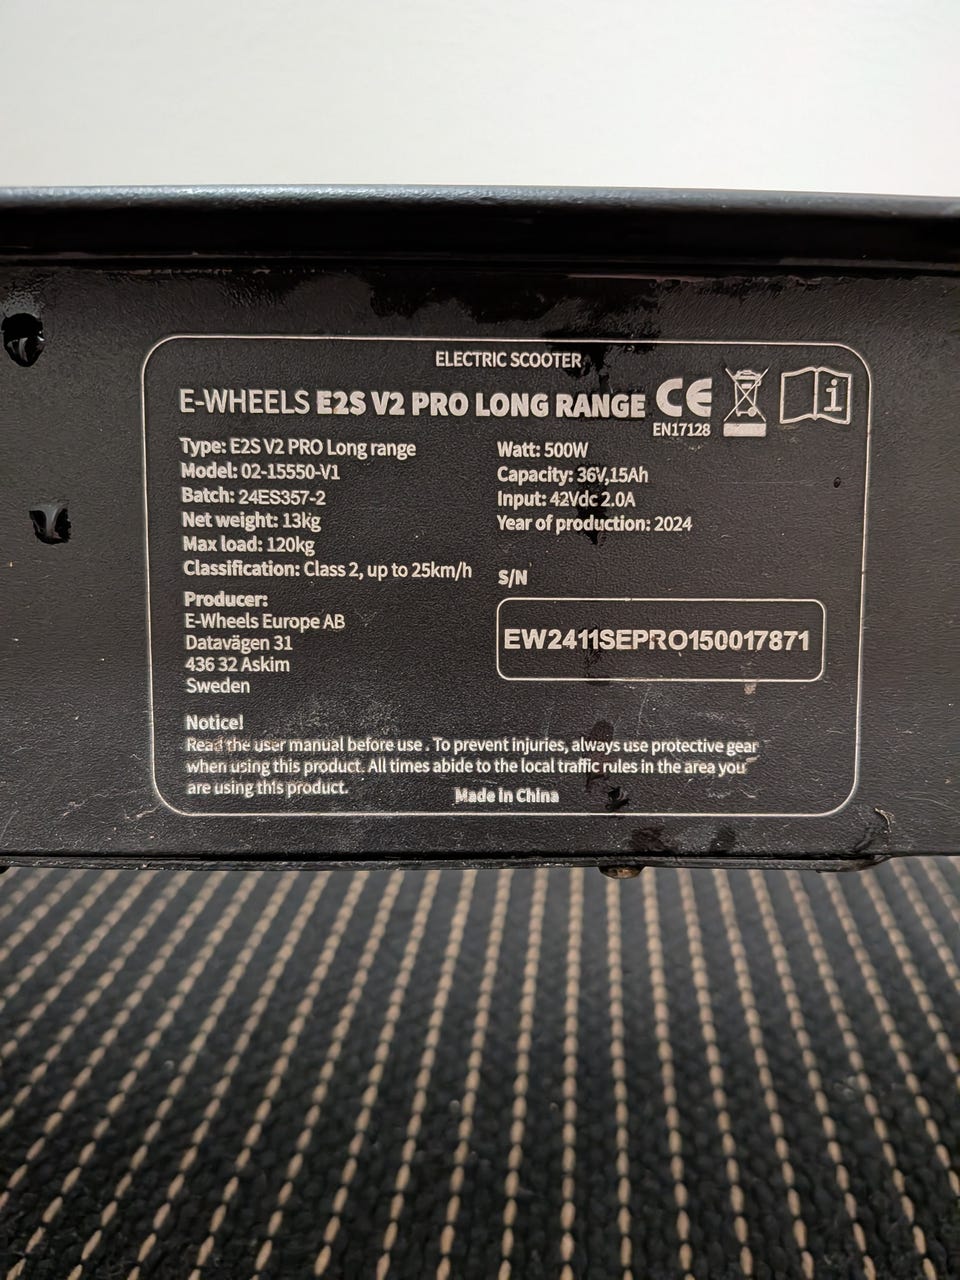 ELECTRIC SCOOTER
E-WHEELS E2S V2 PRO LONG RANGE CE
EN17128
Type: E2S V2 PRO Long range
Model: 02-15550-V1
Batch: 24ES357-2
Net weight: 13kg
Max load: 120kg
Classification: Class 2, up to 25km/h
Watt: 500W
Capacity: 36V,15Ah
Input: 42Vdc 2.0A
Year of production: 2024
Producer:
E-Wheels Europe AB
Datavägen 31
436 32 Askim
Sweden
S/N
EW2411SEPRO150017871
Notice!
Read the user manual before use . To prevent injuries, always use protective gear
when using this product. All times abide to the local traffic rules in the area you
are using this product.
Made in China